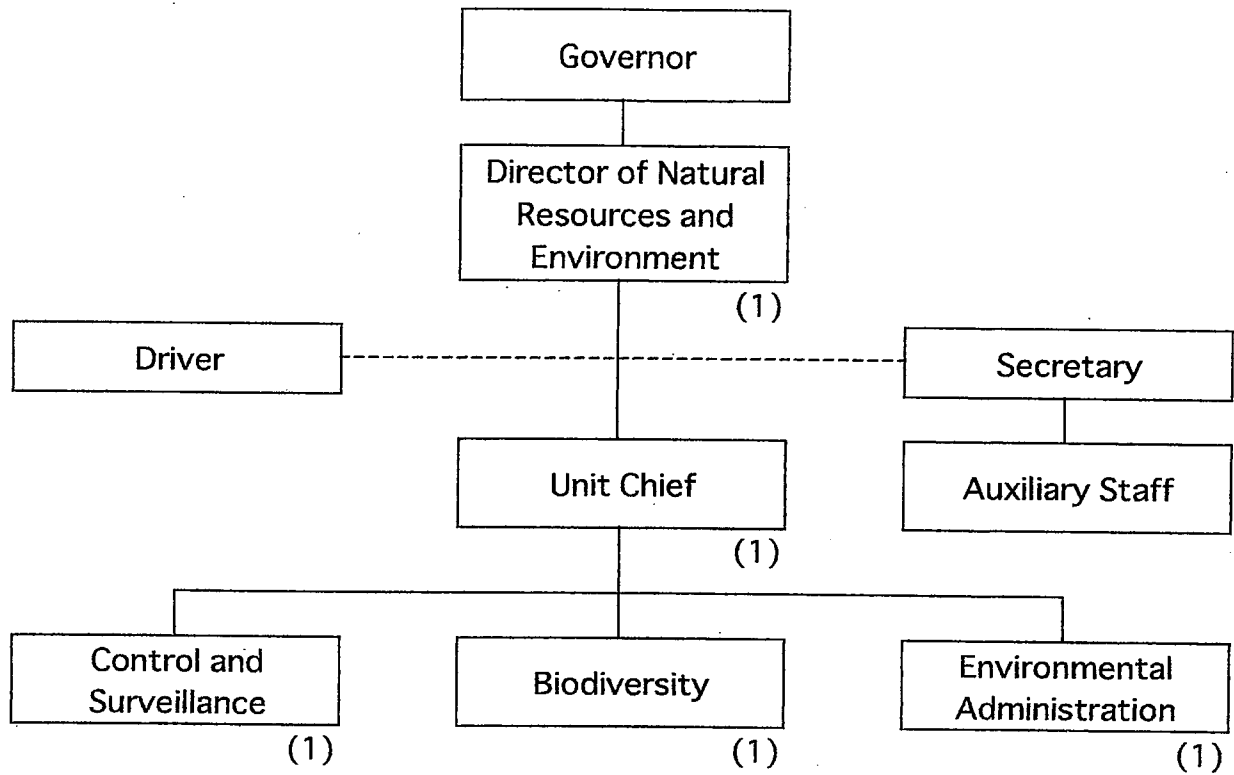 Governor
Director of Natural
Resources and
Environment
(1)
Driver
Secretary
Unit Chief
(1)
Auxiliary Staff
Control and
Surveillance
(1)
Biodiversity
(1)
Environmental
Administration
(1)